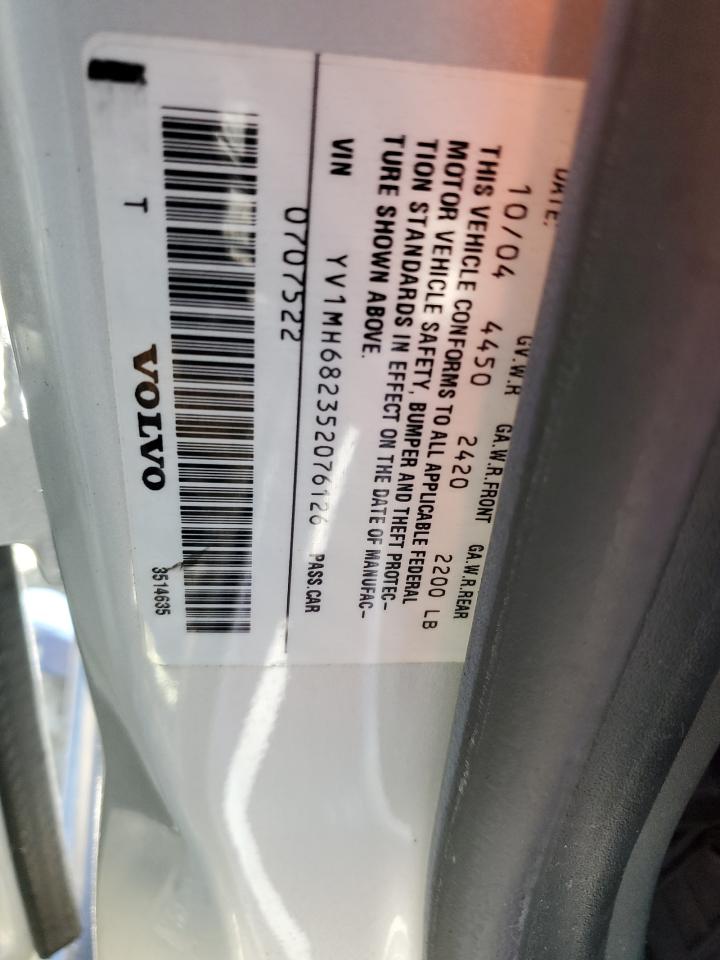 DATE:
GV.W.R GA.W.R.FRONT GA.W.R.REAR
10/04 4450 2420 2200 LB
THIS VEHICLE CONFORMS TO ALL APPLICABLE FEDERAL
MOTOR VEHICLE SAFETY, BUMPER AND THEFT PROTEC-
TION STANDARDS IN EFFECT ON THE DATE OF MANUFAC-
TURE SHOWN ABOVE.
VIN YV1MH682352076126 PASS.CAR
0707522
T VOLVO 3514635